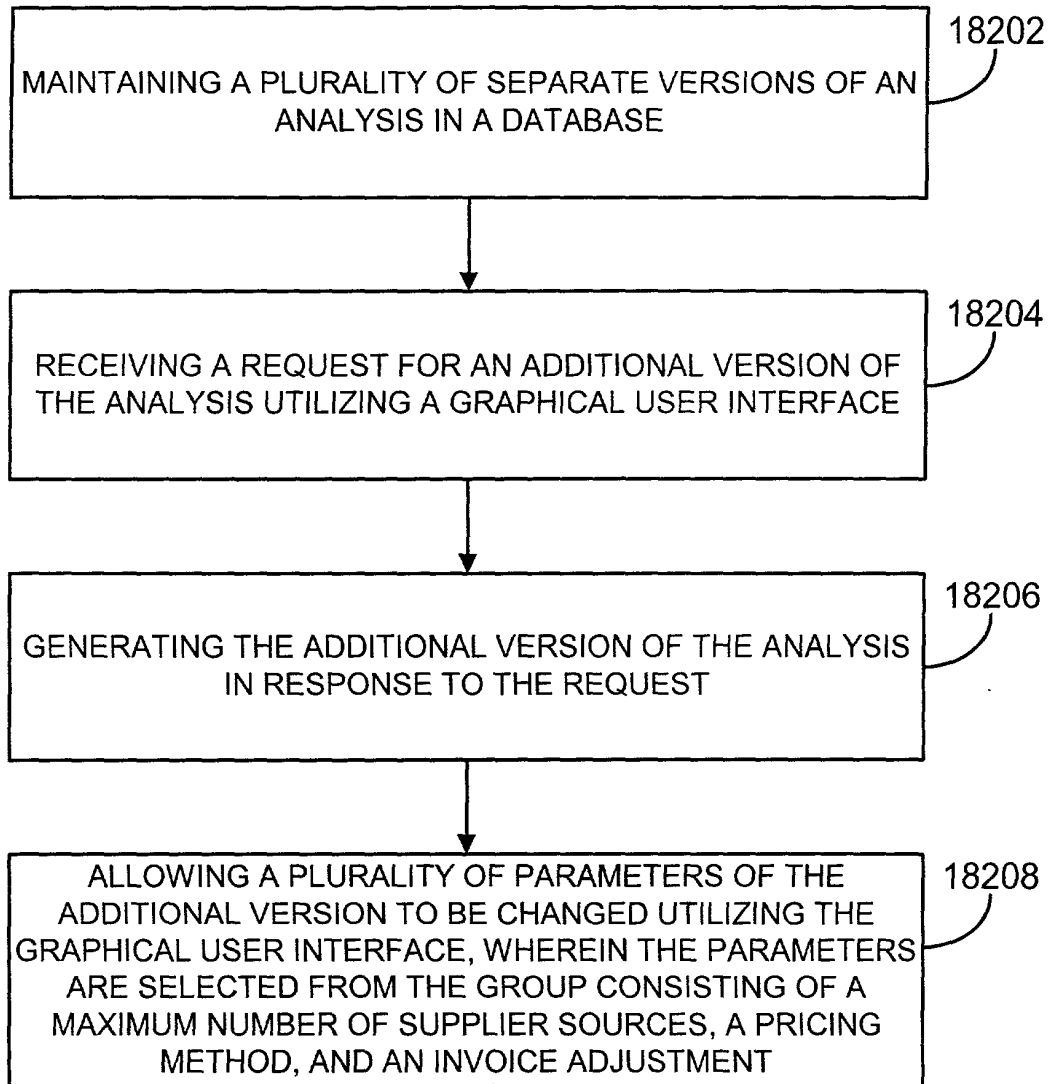 18202
MAINTAINING A PLURALITY OF SEPARATE VERSIONS OF AN
ANALYSIS IN A DATABASE
18204
RECEIVING A REQUEST FOR AN ADDITIONAL VERSION OF
THE ANALYSIS UTILIZING A GRAPHICAL USER INTERFACE
18206
GENERATING THE ADDITIONAL VERSION OF THE ANALYSIS
IN RESPONSE TO THE REQUEST
18208
ALLOWING A PLURALITY OF PARAMETERS OF THE
ADDITIONAL VERSION TO BE CHANGED UTILIZING THE
GRAPHICAL USER INTERFACE, WHEREIN THE PARAMETERS
ARE SELECTED FROM THE GROUP CONSISTING OF A
MAXIMUM NUMBER OF SUPPLIER SOURCES, A PRICING
METHOD, AND AN INVOICE ADJUSTMENT